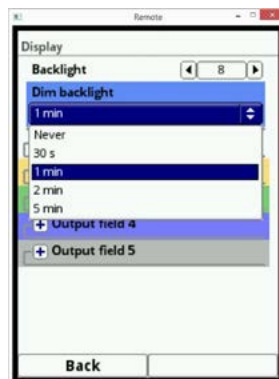 Remote
Display
Backlight 8
Dim backlight
1 min
Never
30 s
1 min
2 min
5 min
Output field 4
Output field 5
Back